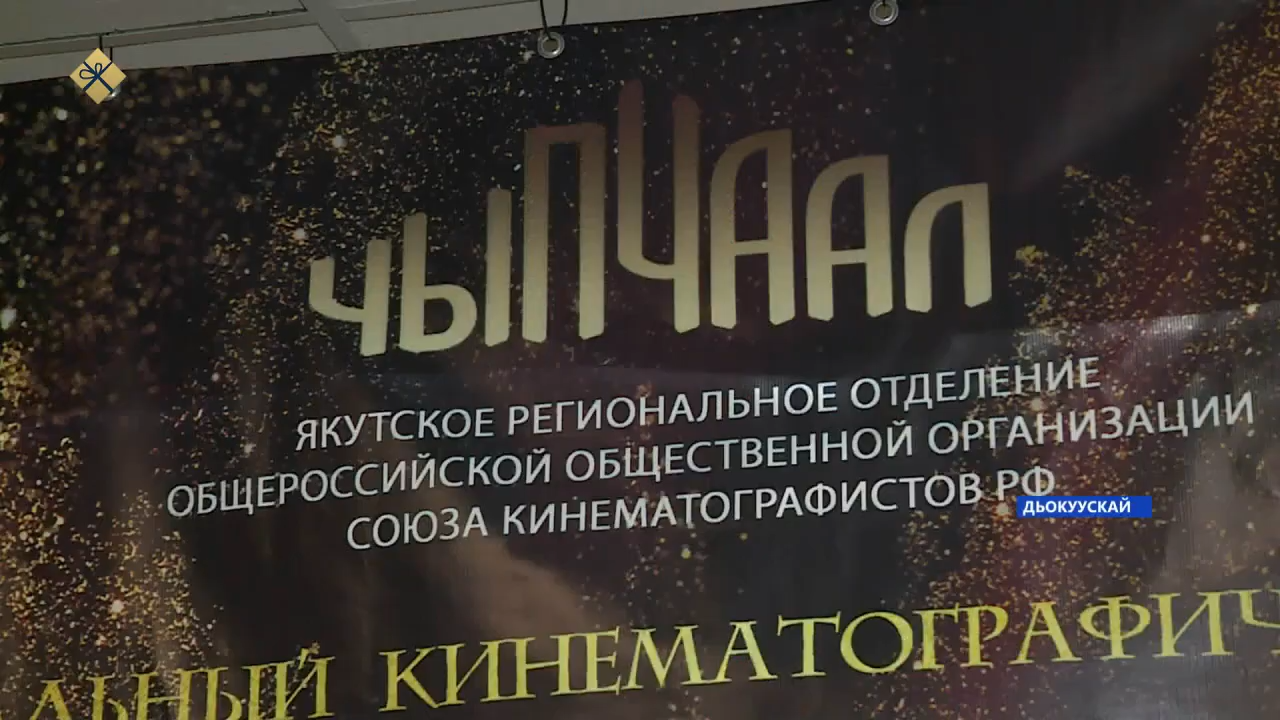 чыпчаал
ЯКУТСКОЕ РЕГИОНАЛЬНОЕ ОТДЕЛЕНИЕ
ОБЩЕРОССИЙСКОЙ ОБЩЕСТВЕННОЙ ОРГАНИЗАЦИИ
СОЮЗА КИНЕМАТОГРАФИСТОВ РФ
ДЬОКУУСКАЙ
АЛЬНЫЙ КИНЕМАТОГРАФИЧ